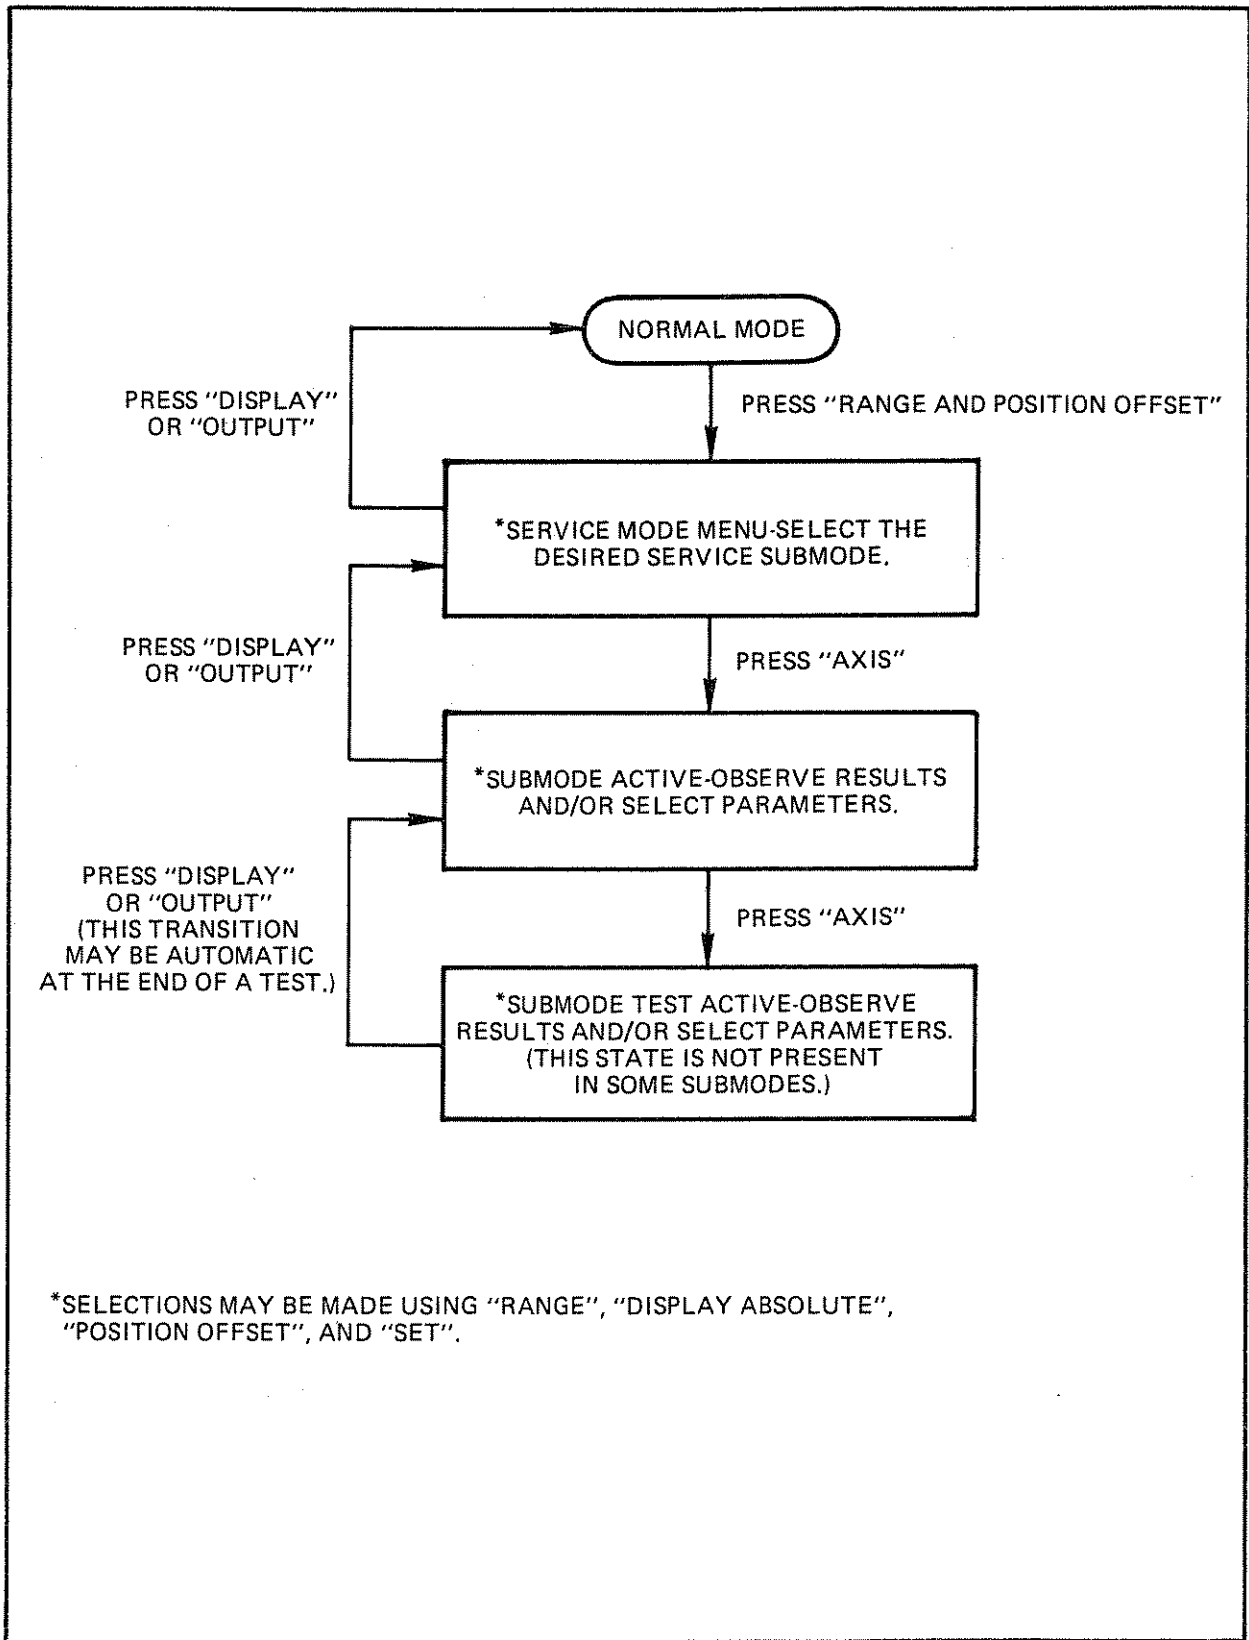 NORMAL MODE
PRESS "DISPLAY"
OR "OUTPUT"
PRESS "RANGE AND POSITION OFFSET"
*SERVICE MODE MENU-SELECT THE
DESIRED SERVICE SUBMODE.
PRESS "DISPLAY"
OR "OUTPUT"
PRESS "AXIS"
*SUBMODE ACTIVE-OBSERVE RESULTS
AND/OR SELECT PARAMETERS.
PRESS "DISPLAY"
OR "OUTPUT"
(THIS TRANSITION
MAY BE AUTOMATIC
AT THE END OF A TEST.)
PRESS "AXIS"
*SUBMODE TEST ACTIVE-OBSERVE
RESULTS AND/OR SELECT PARAMETERS.
(THIS STATE IS NOT PRESENT
IN SOME SUBMODES.)
*SELECTIONS MAY BE MADE USING "RANGE", "DISPLAY ABSOLUTE",
"POSITION OFFSET", AND "SET".